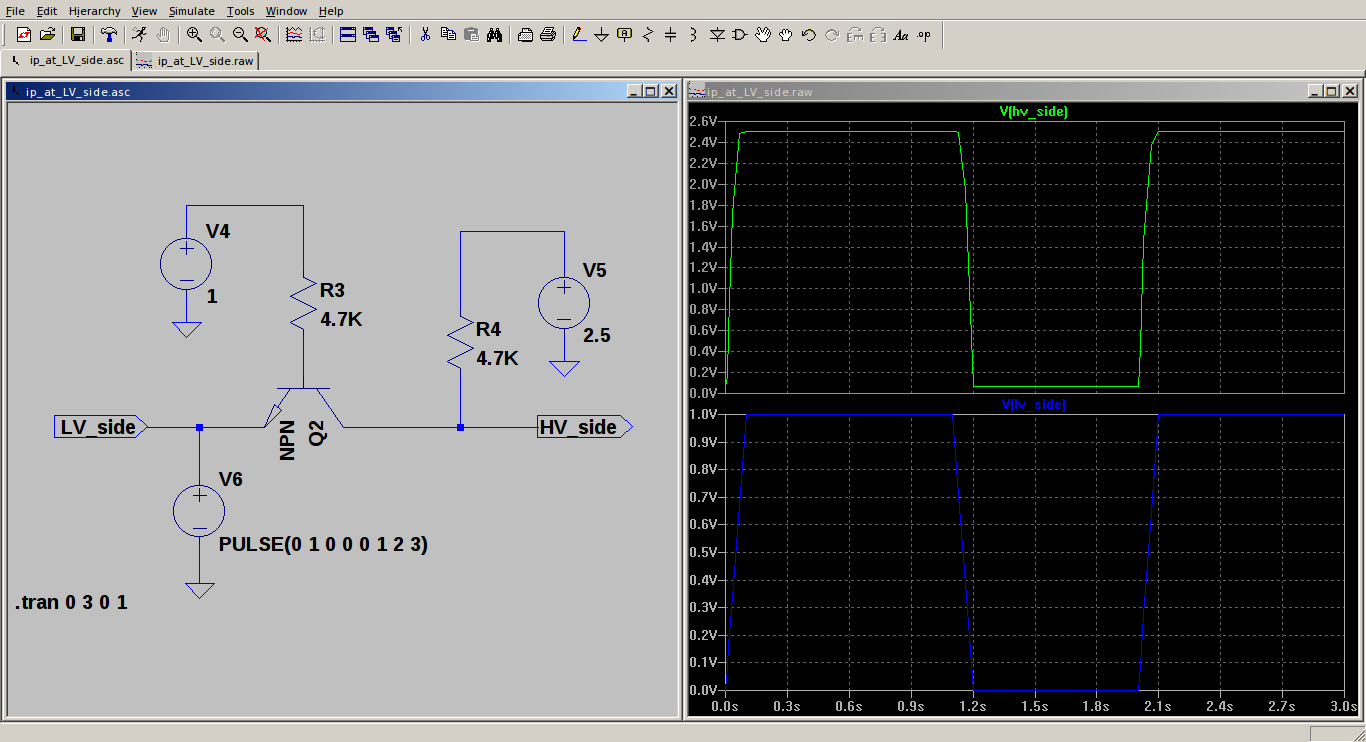 File Edit Hierarchy View Simulate Tools Window Help
Aa .op
ip_at_LV_side.asc ip_at_LV_side.raw
ip_at_LV_side.asc
V4
1
R3
4.7K
V5
2.5
R4
4.7K
LV_side
NPN
Q2
HV_side
V6
PULSE(0 1 0 0 0 1 2 3)
.tran 0 3 0 1
ip_at_LV_side.raw
V(hv_side)
2.6V
2.4V
2.2V
2.0V
1.8V
1.6V
1.4V
1.2V
1.0V
0.8V
0.6V
0.4V
0.2V
0.0V
V(lv_side)
1.0V
0.9V
0.8V
0.7V
0.6V
0.5V
0.4V
0.3V
0.2V
0.1V
0.0V
0.0s 0.3s 0.6s 0.9s 1.2s 1.5s 1.8s 2.1s 2.4s 2.7s 3.0s